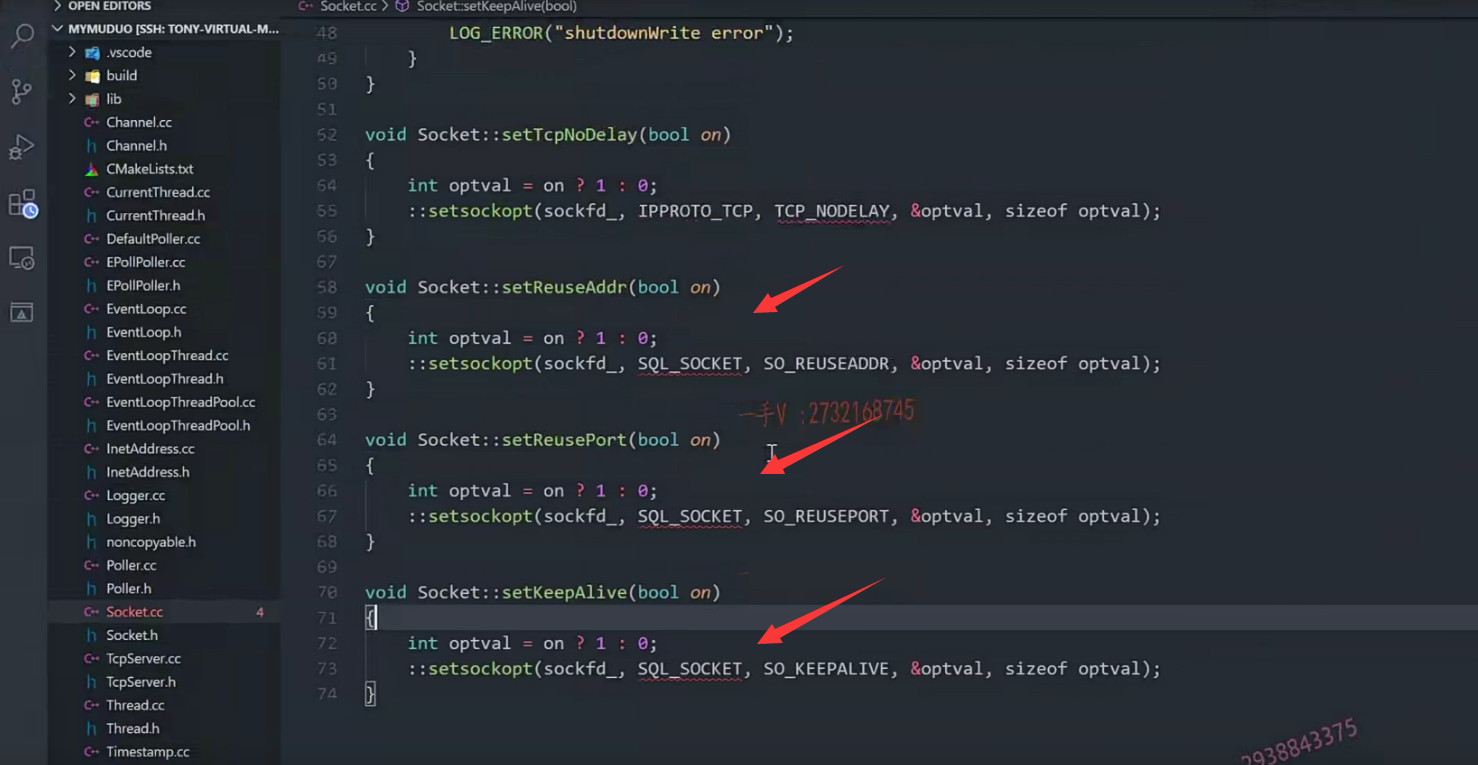 OPEN EDITORS
MYMUDUO [SSH: TONY-VIRTUAL-M...
.vscode
build
lib
Channel.cc
Channel.h
CMakeLists.txt
CurrentThread.cc
CurrentThread.h
DefaultPoller.cc
EPollPoller.cc
EPollPoller.h
EventLoop.cc
EventLoop.h
EventLoopThread.cc
EventLoopThread.h
EventLoopThreadPool.cc
EventLoopThreadPool.h
InetAddress.cc
InetAddress.h
Logger.cc
Logger.h
noncopyable.h
Poller.cc
Poller.h
Socket.cc 4
Socket.h
TcpServer.cc
TcpServer.h
Thread.cc
Thread.h
Timestamp.cc
Socket.cc > Socket::setKeepAlive(bool)
48 LOG_ERROR("shutdownWrite error");
49 }
50 }
51
52 void Socket::setTcpNoDelay(bool on)
53 {
54 int optval = on ? 1 : 0;
55 ::setsockopt(sockfd_, IPPROTO_TCP, TCP_NODELAY, &optval, sizeof optval);
56 }
57
58 void Socket::setReuseAddr(bool on)
59 {
60 int optval = on ? 1 : 0;
61 ::setsockopt(sockfd_, SQL_SOCKET, SO_REUSEADDR, &optval, sizeof optval);
62 }
63
一手V :2732168745
64 void Socket::setReusePort(bool on)
65 {
66 int optval = on ? 1 : 0;
67 ::setsockopt(sockfd_, SQL_SOCKET, SO_REUSEPORT, &optval, sizeof optval);
68 }
69
70 void Socket::setKeepAlive(bool on)
71 {
72 int optval = on ? 1 : 0;
73 ::setsockopt(sockfd_, SQL_SOCKET, SO_KEEPALIVE, &optval, sizeof optval);
74 }
2938843375